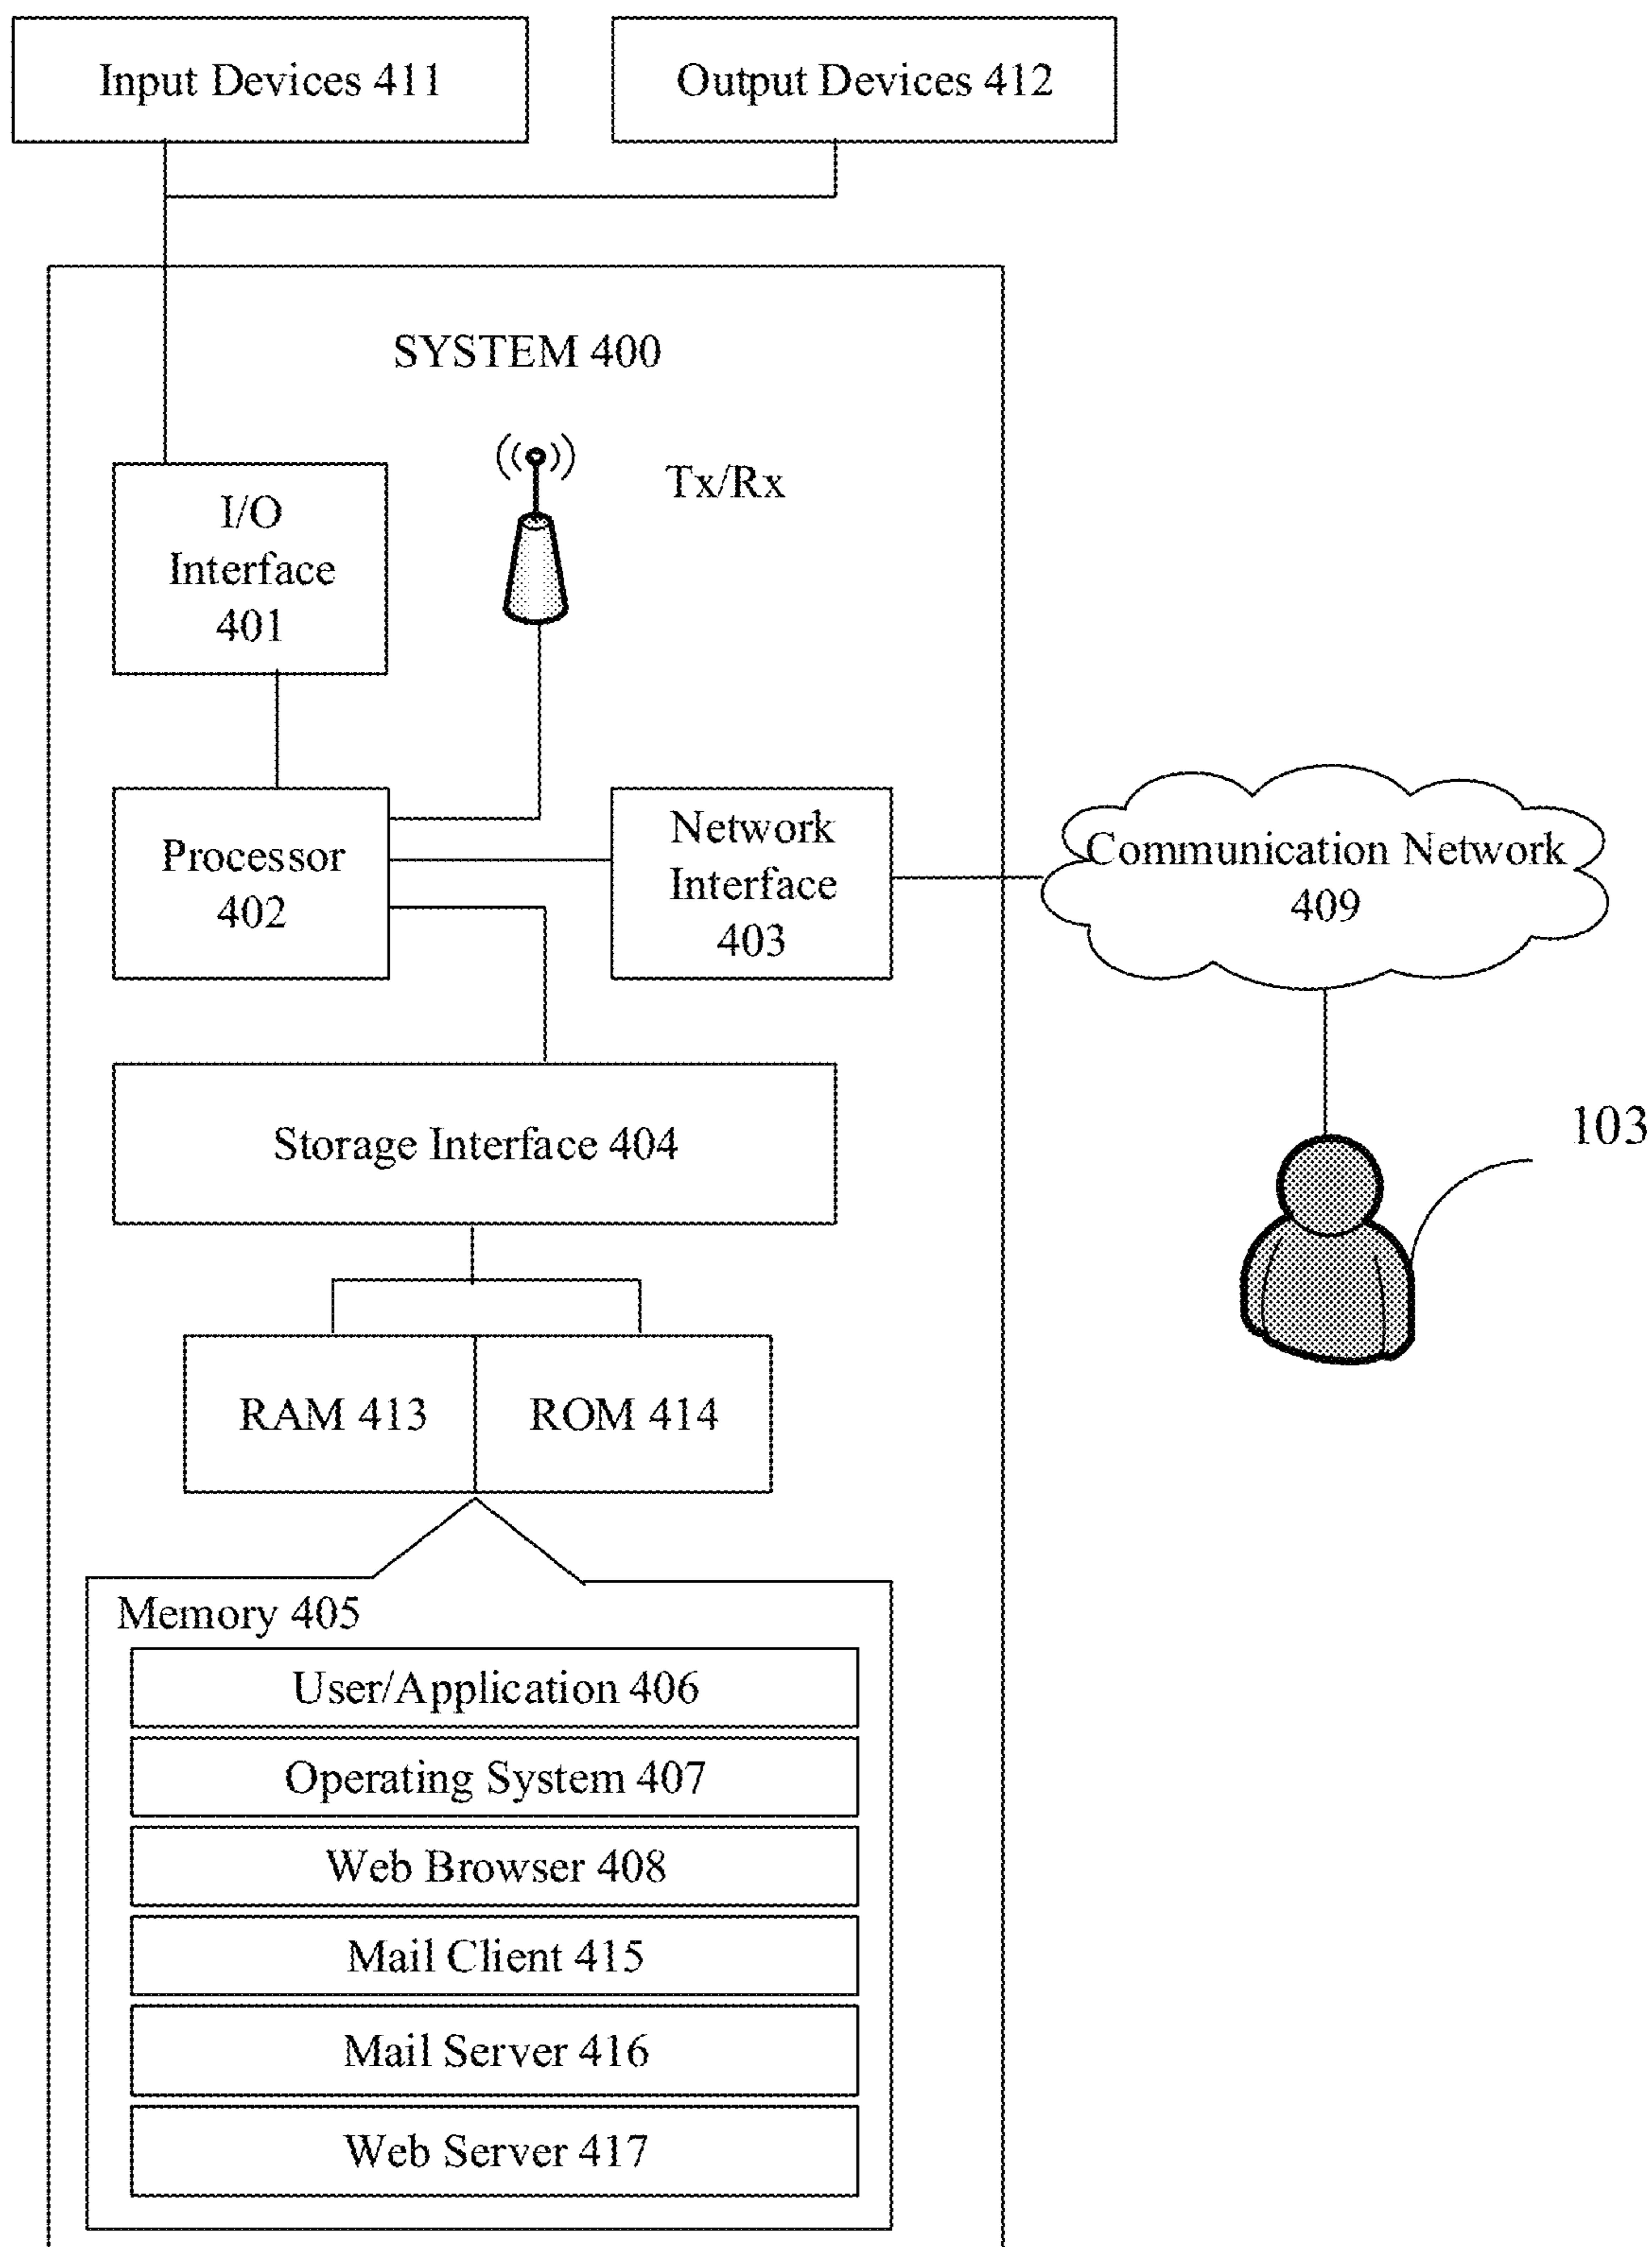 Input Devices 411
Output Devices 412
SYSTEM 400
Tx/Rx
I/O
Interface
401
Processor
402
Network
Interface
403
Communication Network
409
Storage Interface 404
103
RAM 413
ROM 414
Memory 405
User/Application 406
Operating System 407
Web Browser 408
Mail Client 415
Mail Server 416
Web Server 417